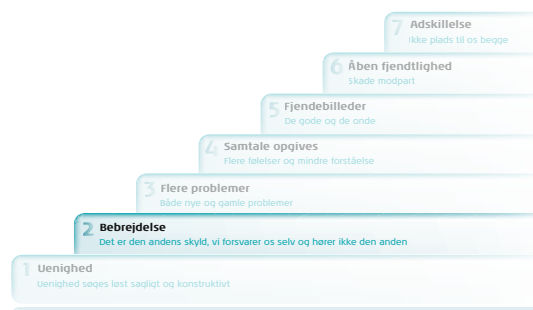 7 Adskillelse
Ikke plads til os begge
6 Åben fjendtlighed
Skade modpart
5 Fjendebilleder
De gode og de onde
4 Samtale opgives
Flere følelser og mindre forståelse
3 Flere problemer
Både nye og gamle problemer
2 Bebrejdelse
Det er den andens skyld, vi forsvarer os selv og hører ikke den anden
1 Uenighed
Uenighed søges løst sagligt og konstruktivt